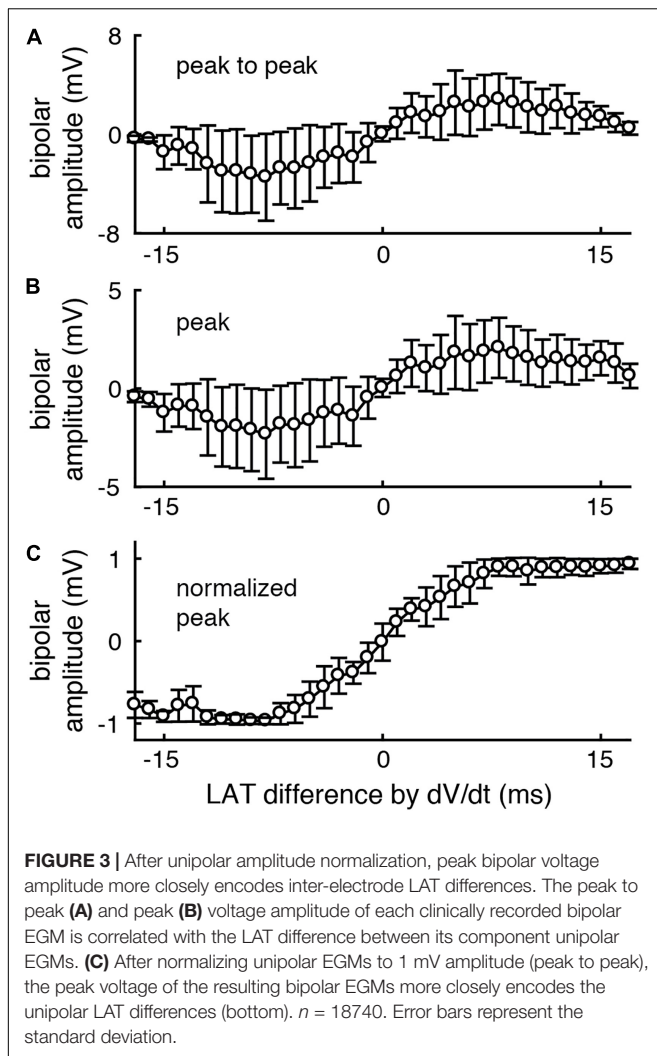 A
8
peak to peak
0
bipolar
amplitude (mV)
-8
-15
0
15
B
5
peak
0
bipolar
amplitude (mV)
-5
-15
0
15
C
1
normalized
peak
0
bipolar
amplitude (mV)
-1
-15
0
15
LAT difference by dV/dt (ms)
FIGURE 3 | After unipolar amplitude normalization, peak bipolar voltage
amplitude more closely encodes inter-electrode LAT differences. The peak to
peak (A) and peak (B) voltage amplitude of each clinically recorded bipolar
EGM is correlated with the LAT difference between its component unipolar
EGMs. (C) After normalizing unipolar EGMs to 1 mV amplitude (peak to peak),
the peak voltage of the resulting bipolar EGMs more closely encodes the
unipolar LAT differences (bottom). n = 18740. Error bars represent the
standard deviation.